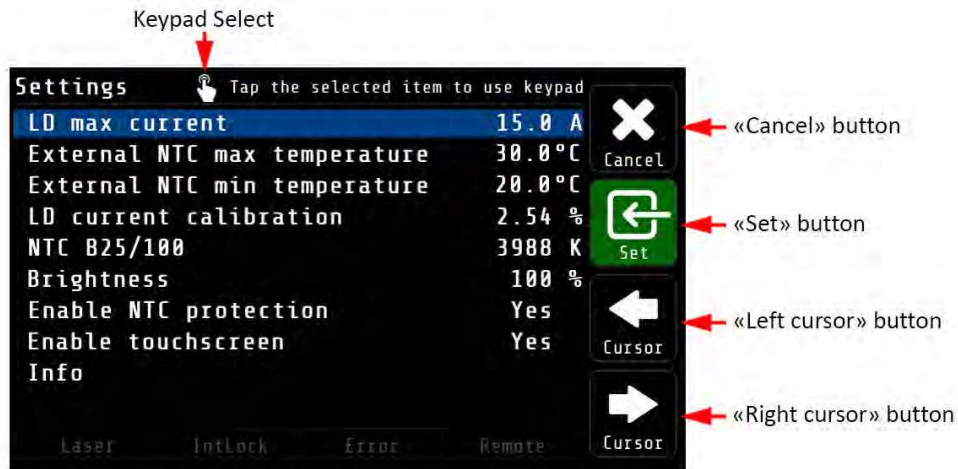 Keypad Select
Settings Tap the selected item to use keypad
LD max current 15.0 A
External NTC max temperature 30.0°C
External NTC min temperature 20.0°C
LD current calibration 2.54 %
NTC B25/100 3988 K
Brightness 100 %
Enable NTC protection Yes
Enable touchscreen Yes
Info
Laser IntLock Error Remote
Cancel
Set
Cursor
Cursor
«Cancel» button
«Set» button
«Left cursor» button
«Right cursor» button